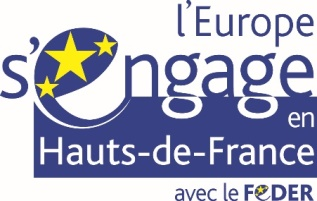 l'Europe
s'engage
en
Hauts-de-France
avec le FEDER